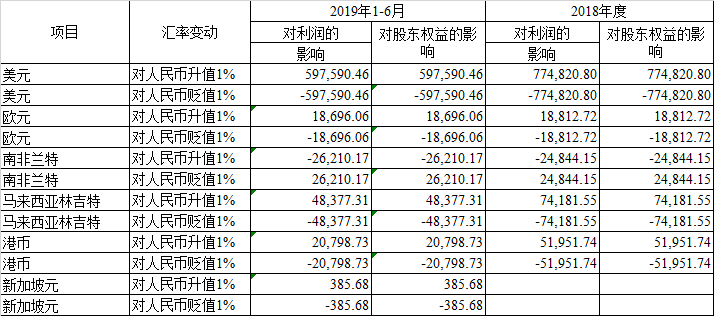 项目 汇率变动 2019年1-6月 2018年度
对利润的影响 对股东权益的影响 对利润的影响 对股东权益的影响
美元 对人民币升值1% 597,590.46 597,590.46 774,820.80 774,820.80
美元 对人民币贬值1% -597,590.46 -597,590.46 -774,820.80 -774,820.80
欧元 对人民币升值1% 18,696.06 18,696.06 18,812.72 18,812.72
欧元 对人民币贬值1% -18,696.06 -18,696.06 -18,812.72 -18,812.72
南非兰特 对人民币升值1% -26,210.17 -26,210.17 -24,844.15 -24,844.15
南非兰特 对人民币贬值1% 26,210.17 26,210.17 24,844.15 24,844.15
马来西亚林吉特 对人民币升值1% 48,377.31 48,377.31 74,181.55 74,181.55
马来西亚林吉特 对人民币贬值1% -48,377.31 -48,377.31 -74,181.55 -74,181.55
港币 对人民币升值1% 20,798.73 20,798.73 51,951.74 51,951.74
港币 对人民币贬值1% -20,798.73 -20,798.73 -51,951.74 -51,951.74
新加坡元 对人民币升值1% 385.68 385.68
新加坡元 对人民币贬值1% -385.68 -385.68